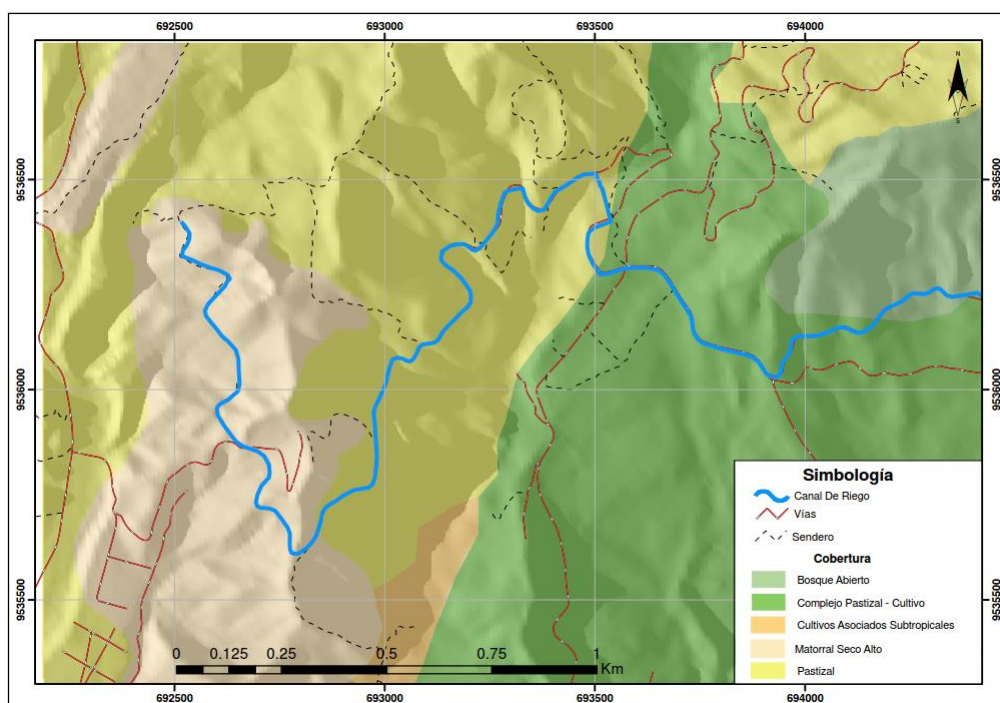 692500 693000 693500 694000
N
S
9536500 9536500
9536000 9536000
9535500 9535500
Simbología
Canal De Riego
Vías
Sendero
Cobertura
Bosque Abierto
Complejo Pastizal - Cultivo
Cultivos Asociados Subtropicales
Matorral Seco Alto
Pastizal
0 0.125 0.25 0.5 0.75 1
Km
692500 693000 693500 694000